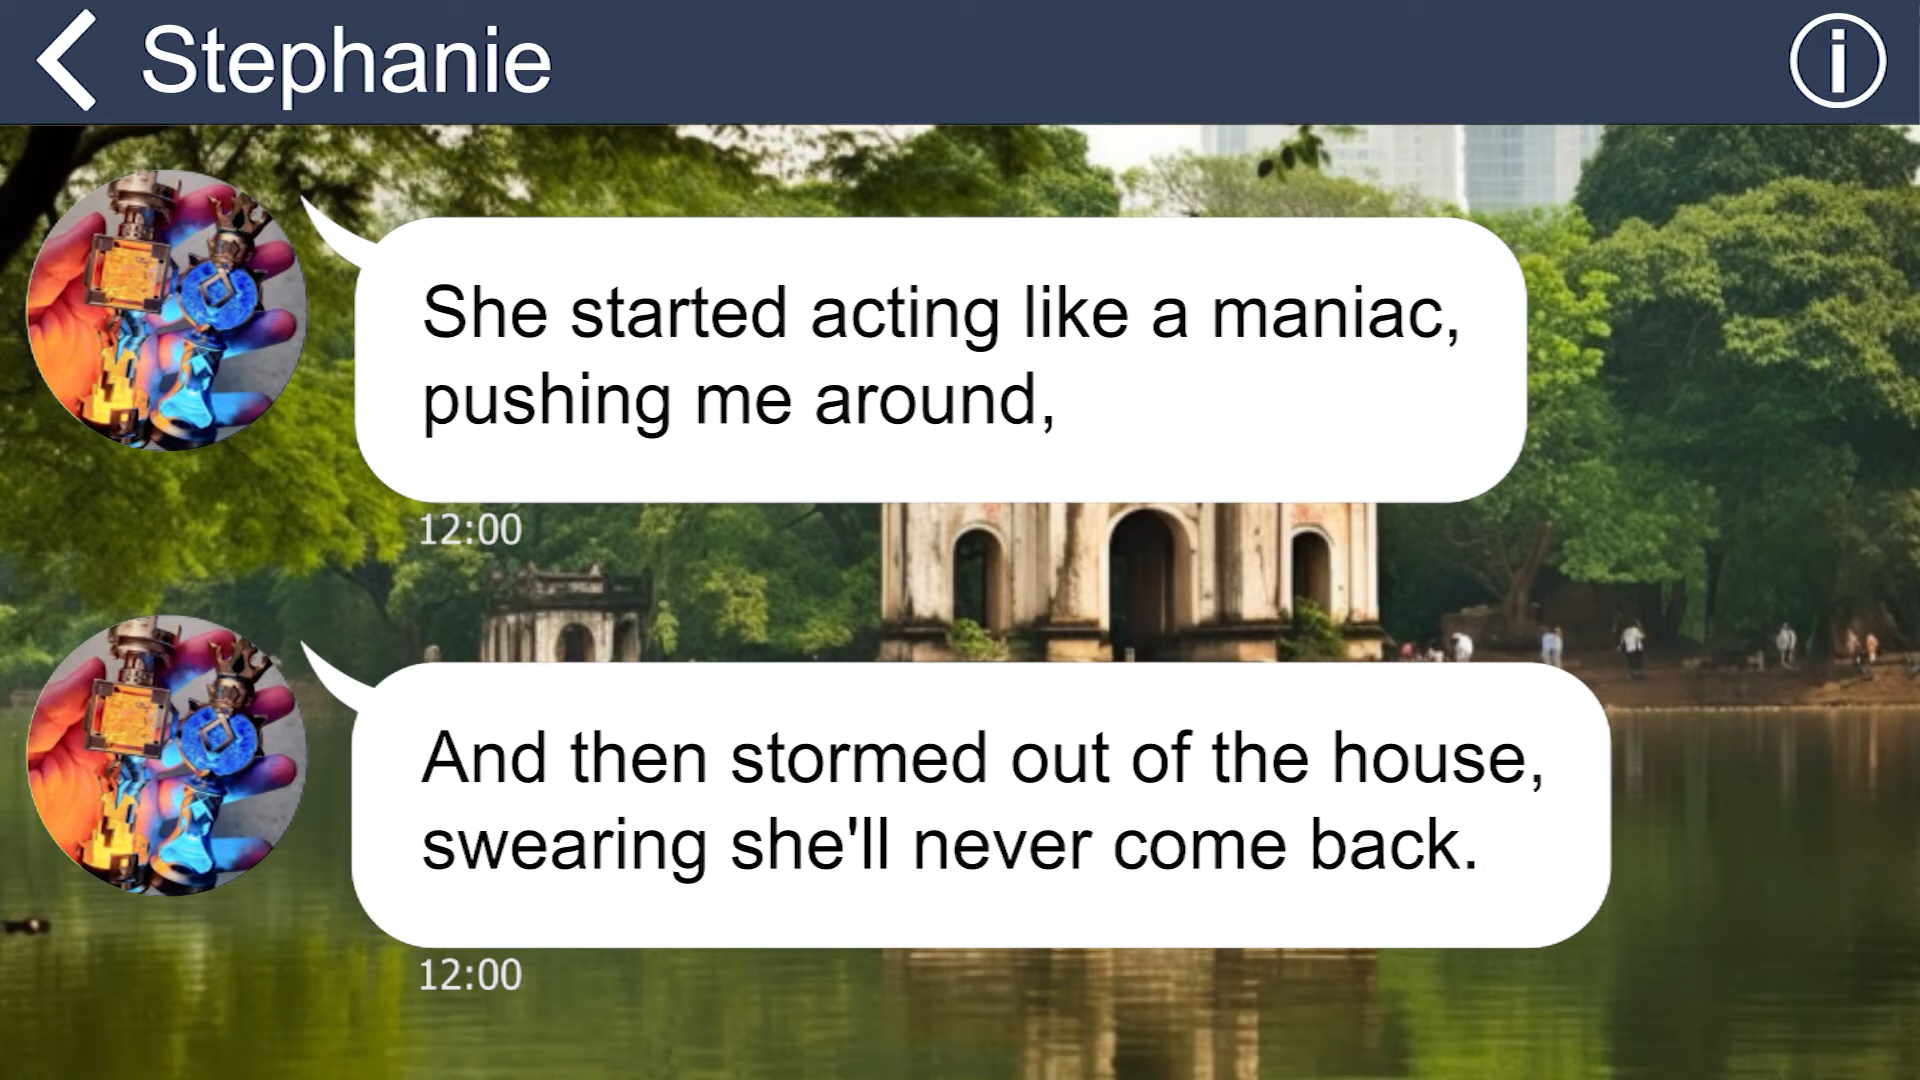 Stephanie
She started acting like a maniac,
pushing me around,
12:00
And then stormed out of the house,
swearing she'll never come back.
12:00